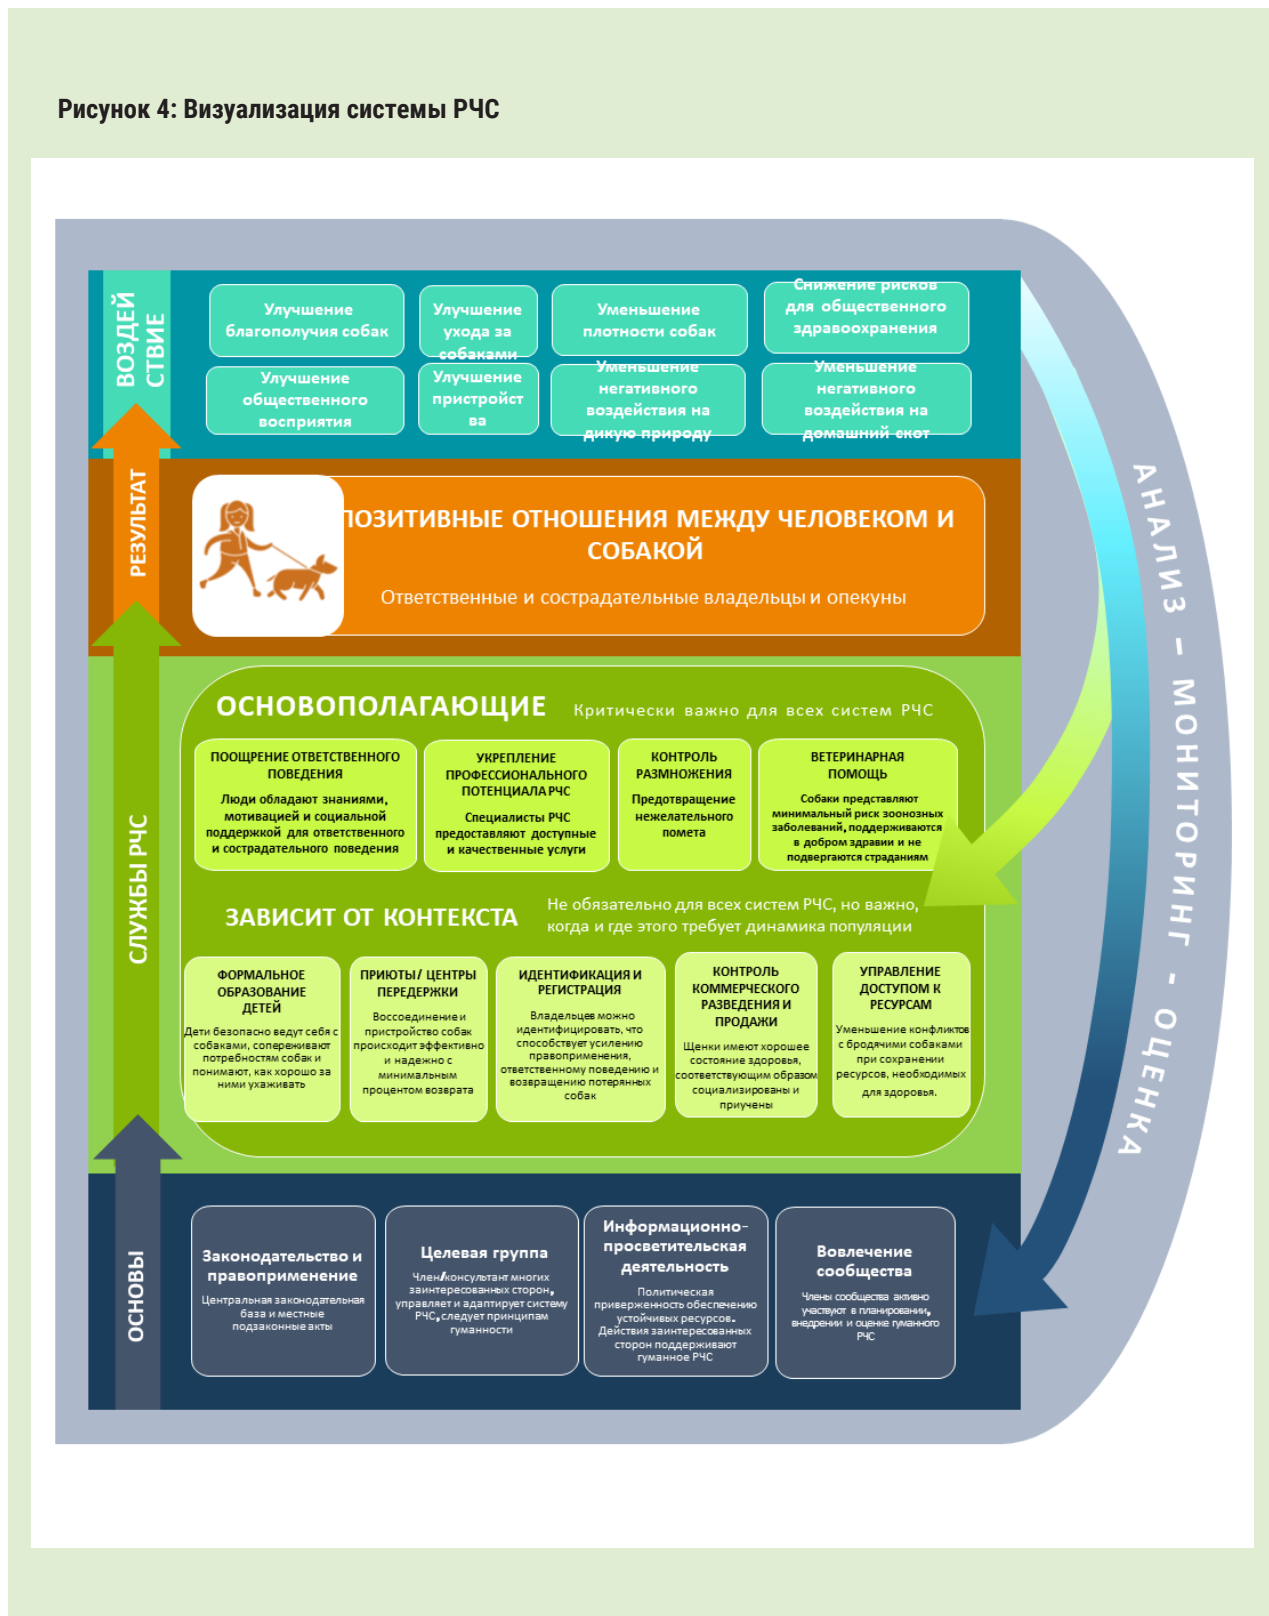 Рисунок 4: Визуализация системы РЧС
ВОЗДЕЙ
СТВИЕ
Улучшение
благополучия собак
Улучшение
ухода за
собаками
Уменьшение
плотности собак
Снижение рисков
для общественного
здравоохранения
Улучшение
общественного
восприятия
Улучшение
пристройст
ва
Уменьшение
негативного
воздействия на
дикую природу
Уменьшение
негативного
воздействия на
домашний скот
РЕЗУЛЬТАТ
ПОЗИТИВНЫЕ ОТНОШЕНИЯ МЕЖДУ ЧЕЛОВЕКОМ И
СОБАКОЙ
Ответственные и сострадательные владельцы и опекуны
СЛУЖБЫ РЧС
ОСНОВОПОЛАГАЮЩИЕ
Критически важно для всех систем РЧС
ПООЩРЕНИЕ ОТВЕТСТВЕННОГО
ПОВЕДЕНИЯ
Люди обладают знаниями,
мотивацией и социальной
поддержкой для ответственного
и сострадательного поведения
УКРЕПЛЕНИЕ
ПРОФЕССИОНАЛЬНОГО
ПОТЕНЦИАЛА РЧС
Специалисты РЧС
предоставляют доступные
и качественные услуги
КОНТРОЛЬ
РАЗМНОЖЕНИЯ
Предотвращение
нежелательного
помета
ВЕТЕРИНАРНАЯ
ПОМОЩЬ
Собаки представляют
минимальный риск зоонозных
заболеваний, поддерживаются
в добром здравии и не
подвергаются страданиям
ЗАВИСИТ ОТ КОНТЕКСТА
Не обязательно для всех систем РЧС, но важно,
когда и где этого требует динамика популяции
ФОРМАЛЬНОЕ
ОБРАЗОВАНИЕ
ДЕТЕЙ
Дети безопасно ведут себя с
собаками, сопереживают
потребностям собак и
понимают, как хорошо за
ними ухаживать
ПРИЮТЫ/ ЦЕНТРЫ
ПЕРЕДЕРЖКИ
Воссоединение и
пристройство собак
происходит эффективно
и надежно с
минимальным
процентом возврата
ИДЕНТИФИКАЦИЯ И
РЕГИСТРАЦИЯ
Владельцев можно
идентифицировать, что
способствует усилению
правоприменения,
ответственному поведению и
возвращению потерянных
собак
КОНТРОЛЬ
КОММЕРЧЕСКОГО
РАЗВЕДЕНИЯ И
ПРОДАЖИ
Щенки имеют хорошее
состояние здоровья,
соответствующим образом
социализированы и
приучены
УПРАВЛЕНИЕ
ДОСТУПОМ К
РЕСУРСАМ
Уменьшение конфликтов
с бродячими собаками
при сохранении
ресурсов, необходимых
для здоровья.
ОСНОВЫ
Законодательство и
правоприменение
Центральная законодательная
база и местные
подзаконные акты
Целевая группа
Член/консультант многих
заинтересованных сторон,
управляет и адаптирует систему
РЧС, следует принципам
гуманности
Информационно-
просветительская
деятельность
Политическая
приверженность обеспечению
устойчивых ресурсов.
Действия заинтересованных
сторон поддерживают
гуманное РЧС
Вовлечение
сообщества
Члены сообщества активно
участвуют в планировании,
внедрении и оценке гуманного
РЧС
АНАЛИЗ – МОНИТОРИНГ - ОЦЕНКА